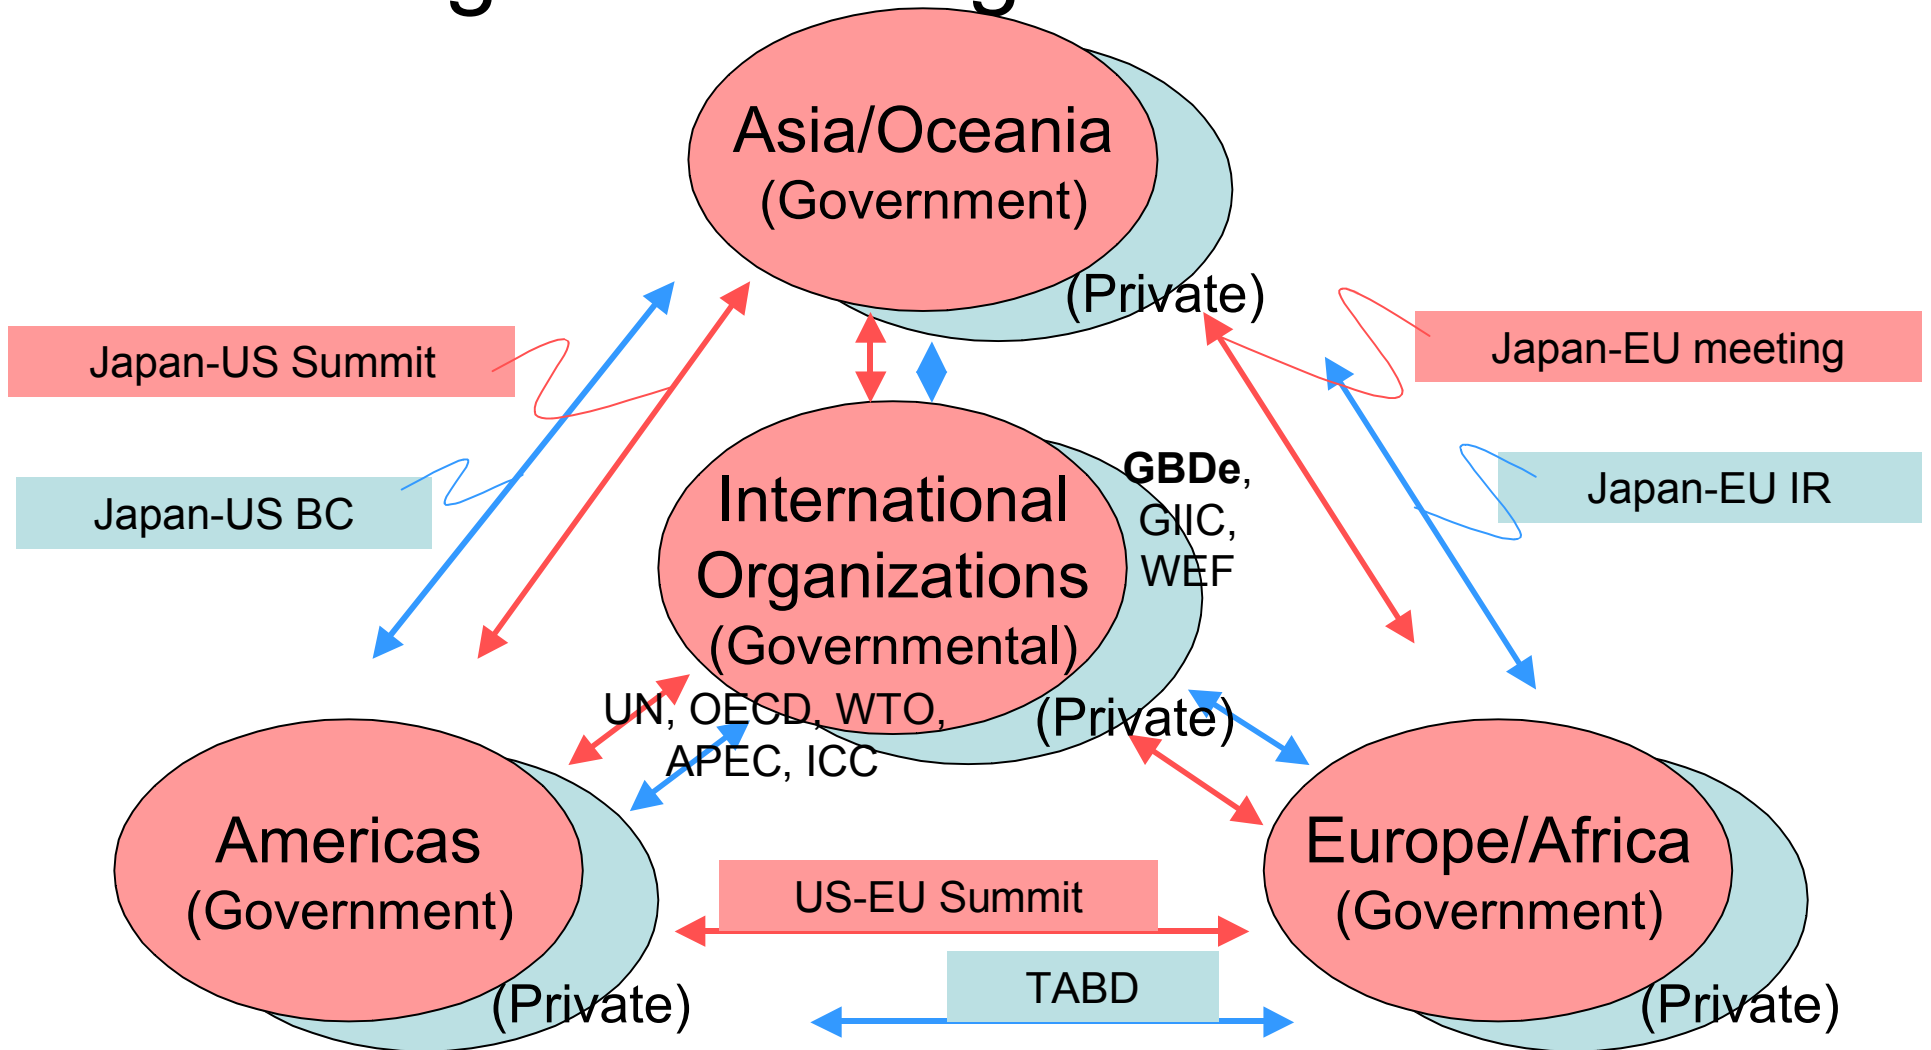 Asia/Oceania
(Government)
(Private)
Japan-US Summit
Japan-EU meeting
Japan-US BC
Japan-EU IR
GBDe,
GIIC,
WEF
International
Organizations
(Governmental)
(Private)
UN, OECD, WTO,
APEC, ICC
Americas
(Government)
(Private)
Europe/Africa
(Government)
(Private)
US-EU Summit
TABD